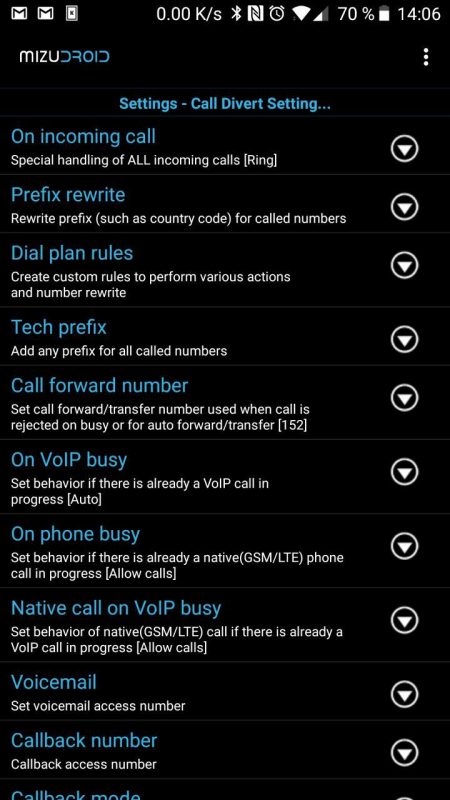 0.00 K/s 70 % 14:06
MIZUDROID
Settings - Call Divert Setting...
On incoming call
Special handling of ALL incoming calls [Ring]
Prefix rewrite
Rewrite prefix (such as country code) for called numbers
Dial plan rules
Create custom rules to perform various actions
and number rewrite
Tech prefix
Add any prefix for all called numbers
Call forward number
Set call forward/transfer number used when call is
rejected on busy or for auto forward/transfer [152]
On VoIP busy
Set behavior if there is already a VoIP call in
progress [Auto]
On phone busy
Set behavior if there is already a native(GSM/LTE) phone
call in progress [Allow calls]
Native call on VoIP busy
Set behavior of native(GSM/LTE) call if there is already a
VoIP call in progress [Allow calls]
Voicemail
Set voicemail access number
Callback number
Callback access number
Callback mode